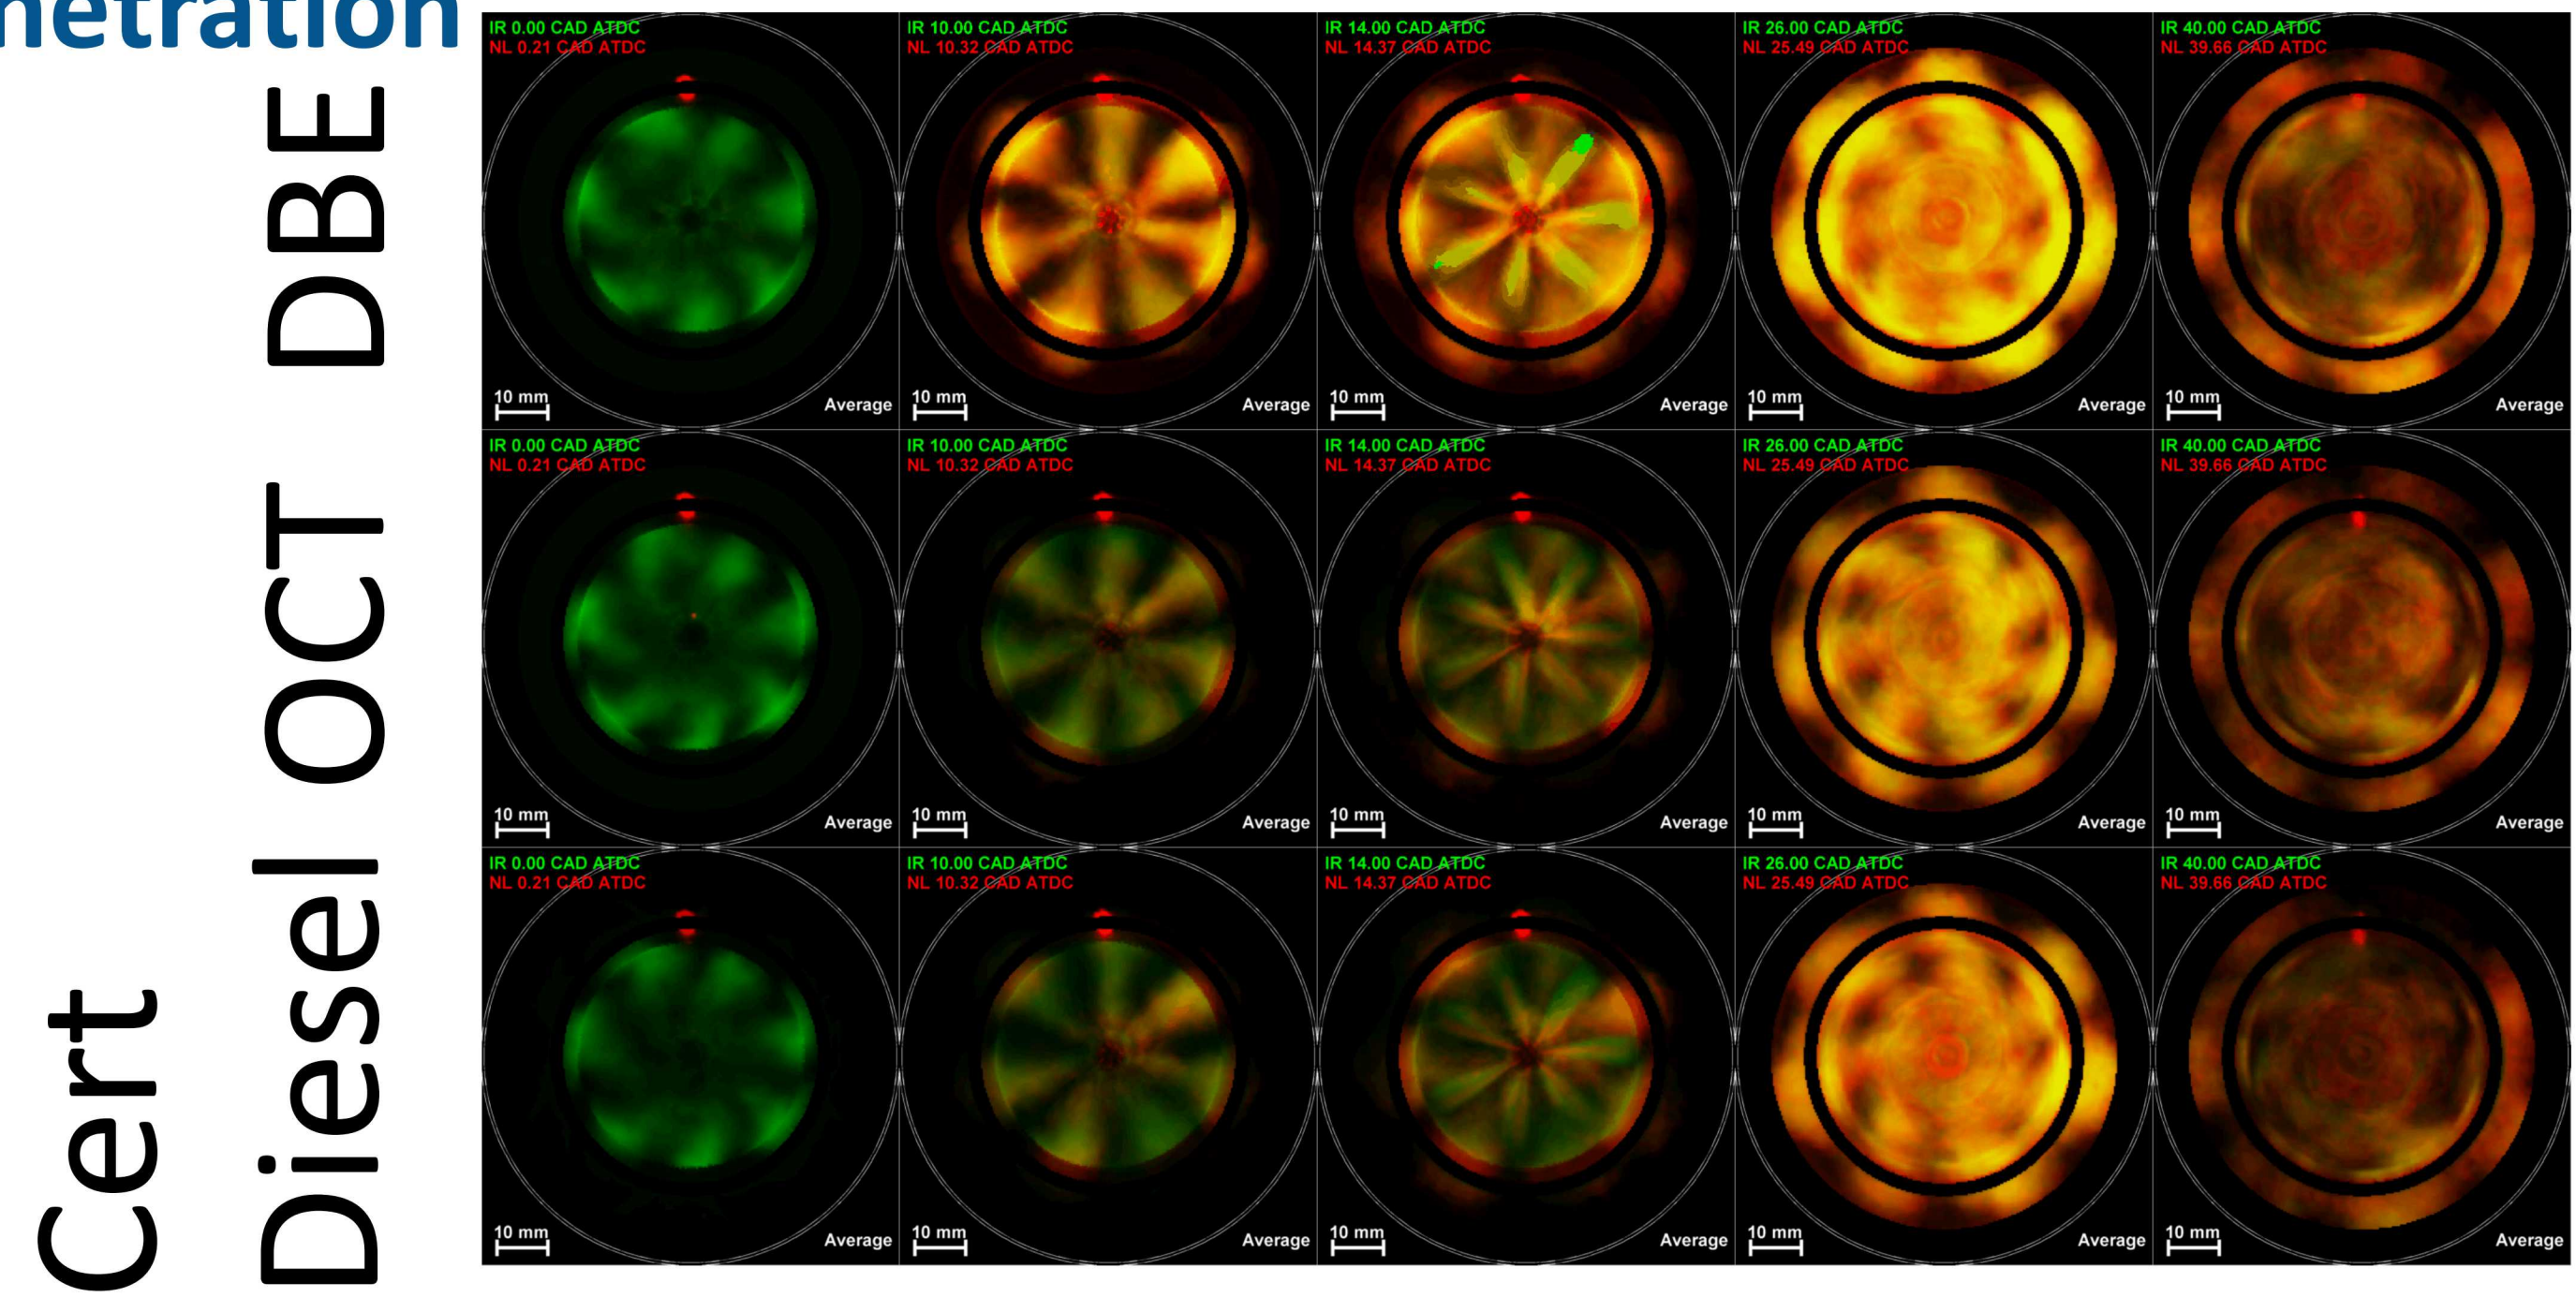 netration
DBE
IR 0.00 CAD ATDC
NL 0.21 CAD ATDC
10 mm
Average
IR 10.00 CAD ATDC
NL 10.32 CAD ATDC
10 mm
Average
IR 14.00 CAD ATDC
NL 14.37 CAD ATDC
10 mm
Average
IR 26.00 CAD ATDC
NL 25.49 CAD ATDC
10 mm
Average
IR 40.00 CAD ATDC
NL 39.66 CAD ATDC
10 mm
Average
OCT
IR 0.00 CAD ATDC
NL 0.21 CAD ATDC
10 mm
Average
IR 10.00 CAD ATDC
NL 10.32 CAD ATDC
10 mm
Average
IR 14.00 CAD ATDC
NL 14.37 CAD ATDC
10 mm
Average
IR 26.00 CAD ATDC
NL 25.49 CAD ATDC
10 mm
Average
IR 40.00 CAD ATDC
NL 39.66 CAD ATDC
10 mm
Average
Cert
Diesel
IR 0.00 CAD ATDC
NL 0.21 CAD ATDC
10 mm
Average
IR 10.00 CAD ATDC
NL 10.32 CAD ATDC
10 mm
Average
IR 14.00 CAD ATDC
NL 14.37 CAD ATDC
10 mm
Average
IR 26.00 CAD ATDC
NL 25.49 CAD ATDC
10 mm
Average
IR 40.00 CAD ATDC
NL 39.66 CAD ATDC
10 mm
Average